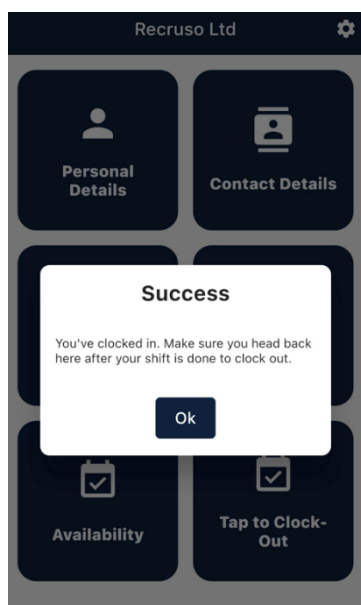 Recruso Ltd
Personal
Details
Contact Details
Success
You've clocked in. Make sure you head back
here after your shift is done to clock out.
Ok
Availability
Tap to Clock-
Out